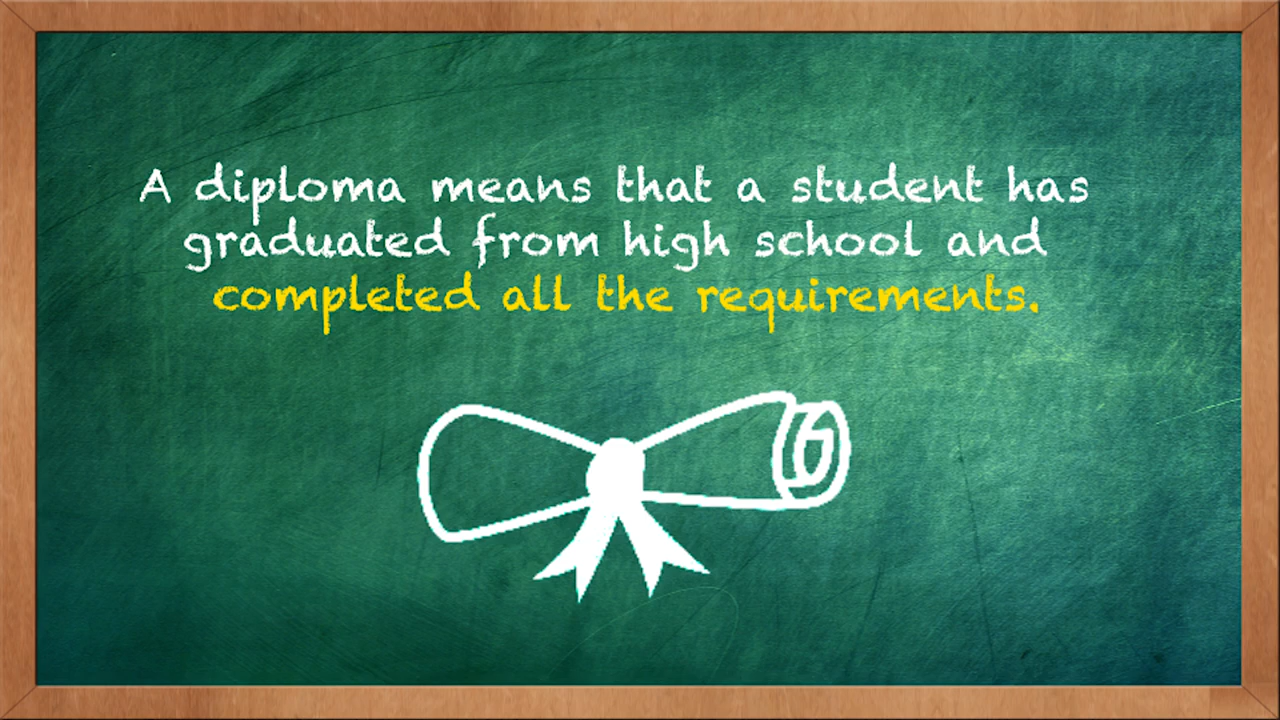 A diploma means that a student has
graduated from high school and
completed all the requirements.